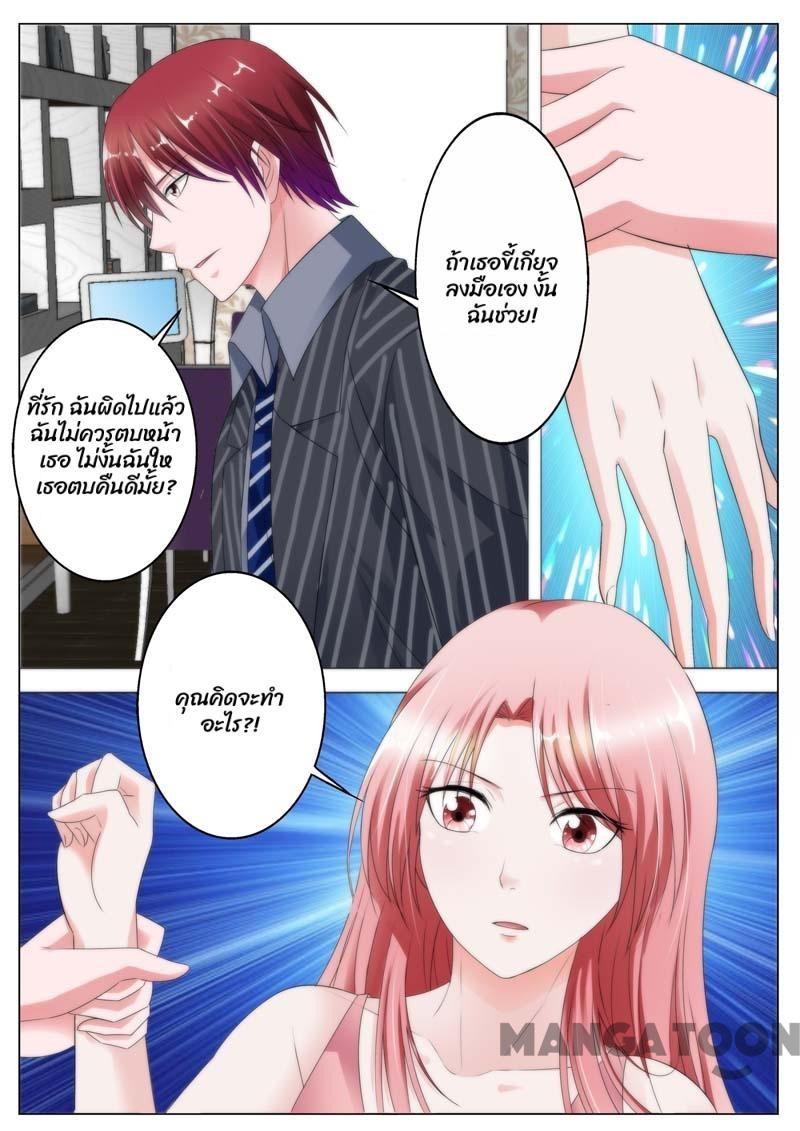 ที่รัก ฉันผิดไปแล้ว
ฉันไม่ควรตบหน้า
เธอ ไม่งั้นฉันให
เธอตบคืนดีมั้ย?
ถ้าเธอขี้เกียจ
ลงมือเอง งั้น
ฉันช่วย!
คุณคิดจะทำ
อะไร?!
MANGATOON